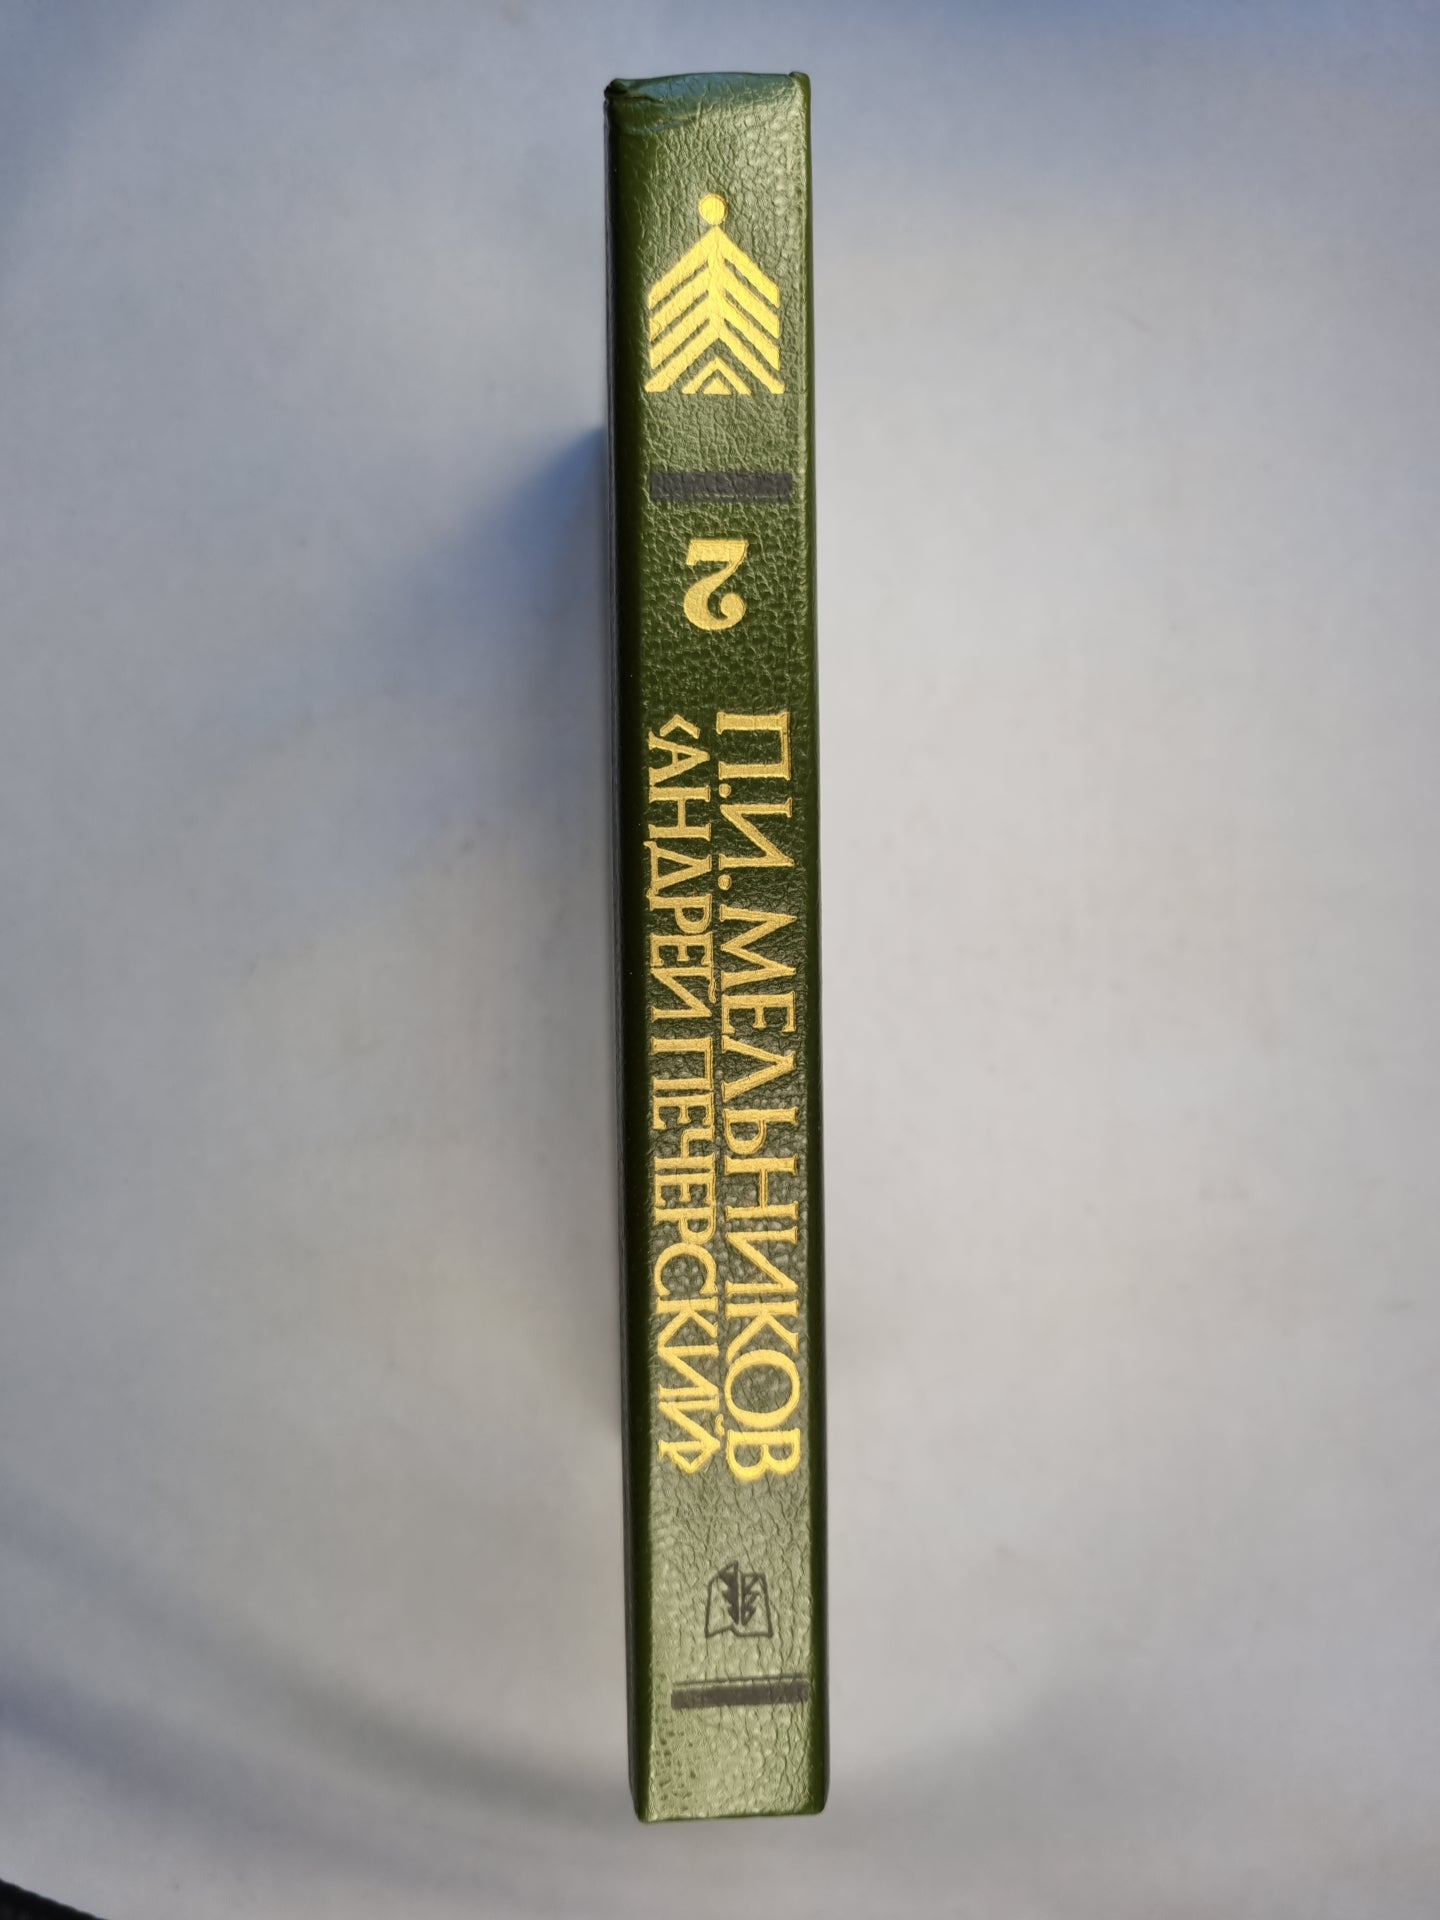 2
П.И. МЕЛЬНИКОВ
‹АНДРЕЙ ПЕЧЕРСКИЙ›